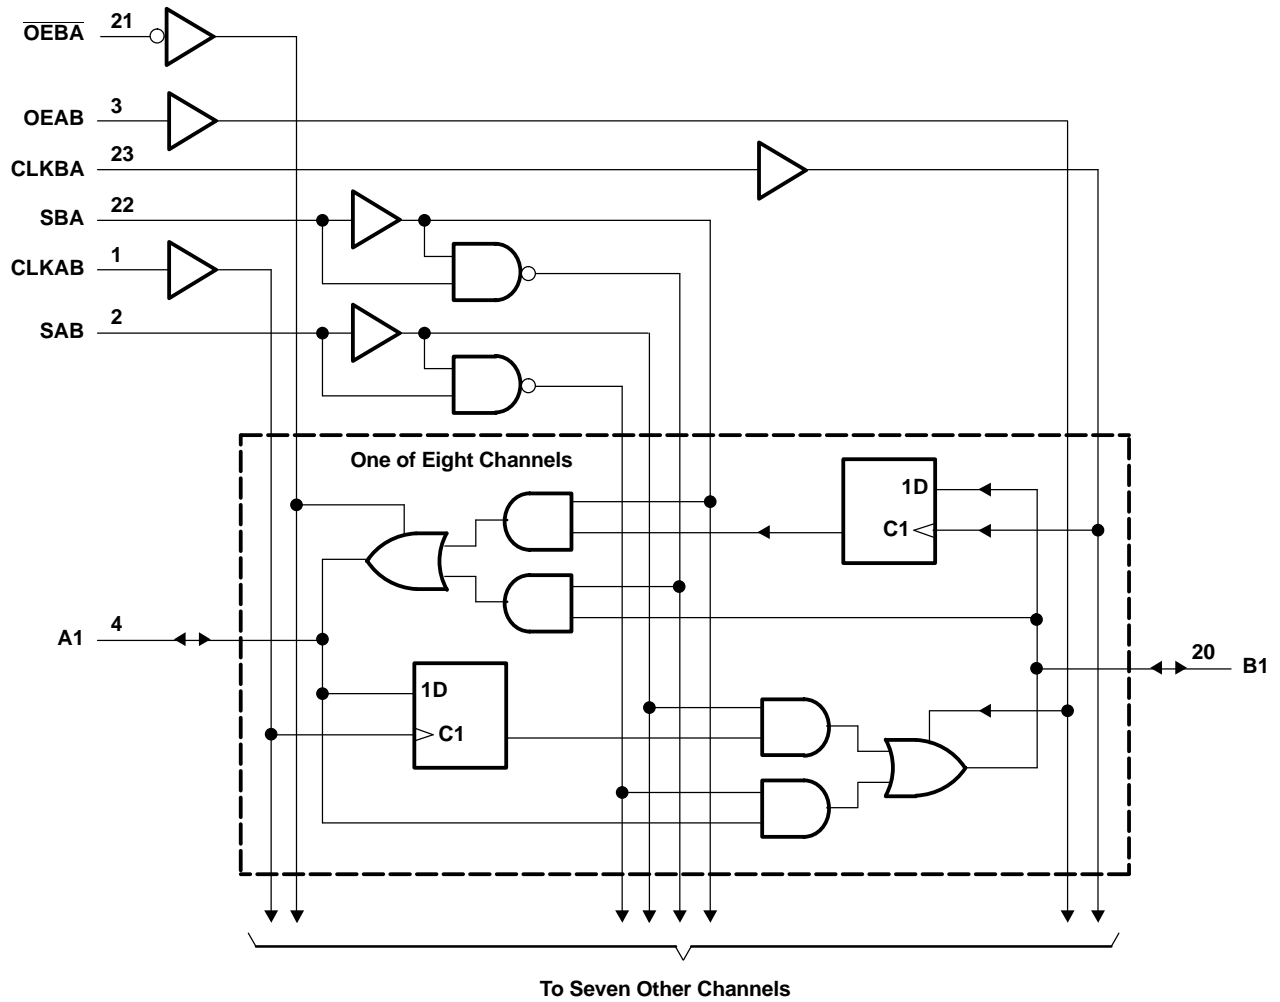 OEBA 21
OEAB 3
CLKBA 23
SBA 22
CLKAB 1
SAB 2
One of Eight Channels
1D
C1
A1 4
20 B1
1D
C1
To Seven Other Channels